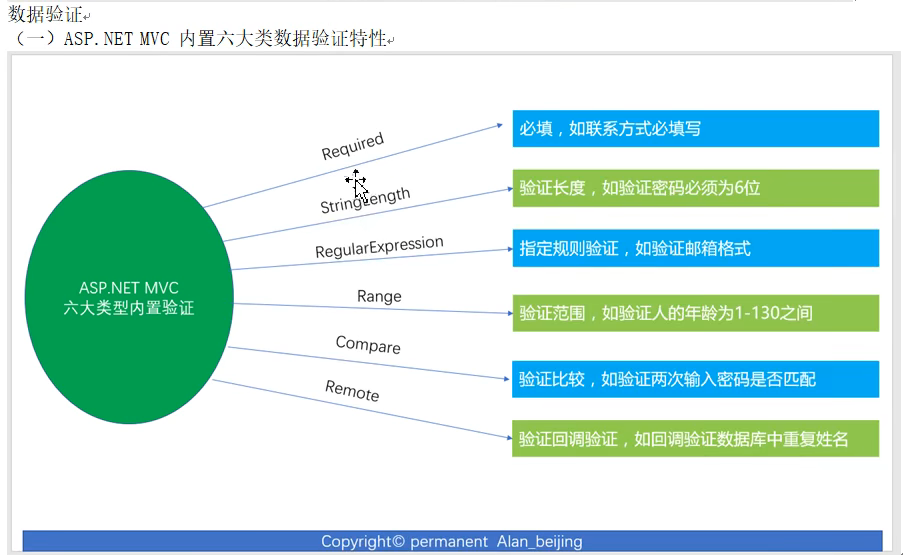 数据验证
（一）ASP.NET MVC 内置六大类数据验证特性
Required
必填，如联系方式必填写
StringLength
验证长度，如验证密码必须为6位
RegularExpression
指定规则验证，如验证邮箱格式
ASP.NET MVC
六大类型内置验证
Range
验证范围，如验证人的年龄为1-130之间
Compare
验证比较，如验证两次输入密码是否匹配
Remote
验证回调验证，如回调验证数据库中重复姓名
Copyright© permanent Alan_beijing